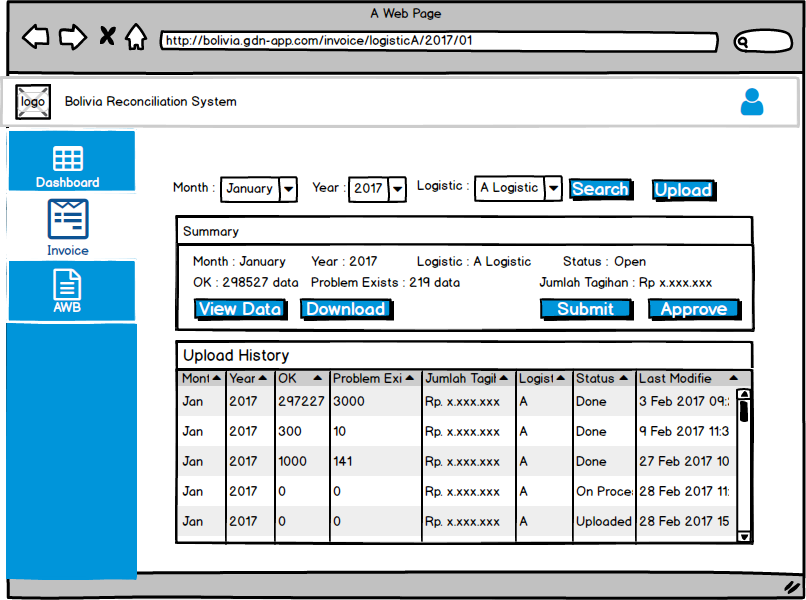 A Web Page
http://bolivia.gdn-app.com/invoice/logisticA/2017/01
logo Bolivia Reconciliation System
Dashboard
Invoice
AWB
Month : January Year : 2017 Logistic : A Logistic Search Upload
Summary
Month : January Year : 2017 Logistic : A Logistic Status : Open
OK : 298527 data Problem Exists : 219 data Jumlah Tagihan : Rp x.xxx.xxx
View Data Download Submit Approve
Upload History
Mont Year OK Problem Exi Jumlah Tagil Logist Status Last Modifie
Jan 2017 297227 3000 Rp. x.xxx.xxx A Done 3 Feb 2017 09:
Jan 2017 300 10 Rp. x.xxx.xxx A Done 9 Feb 2017 11:3
Jan 2017 1000 141 Rp. x.xxx.xxx A Done 27 Feb 2017 10
Jan 2017 0 0 Rp. x.xxx.xxx A On Proce 28 Feb 2017 11:
Jan 2017 0 0 Rp. x.xxx.xxx A Uploaded 28 Feb 2017 15